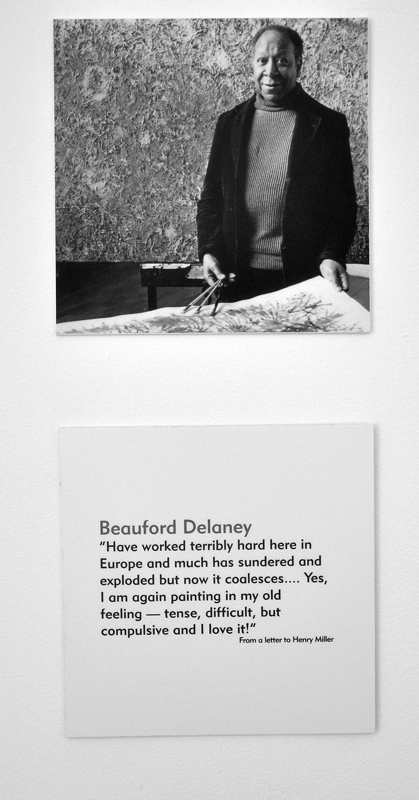 Beauford Delaney
“Have worked terribly hard here in
Europe and much has sundered and
exploded but now it coalesces.... Yes,
I am again painting in my old
feeling — tense, difficult, but
compulsive and I love it!”
From a letter to Henry Miller